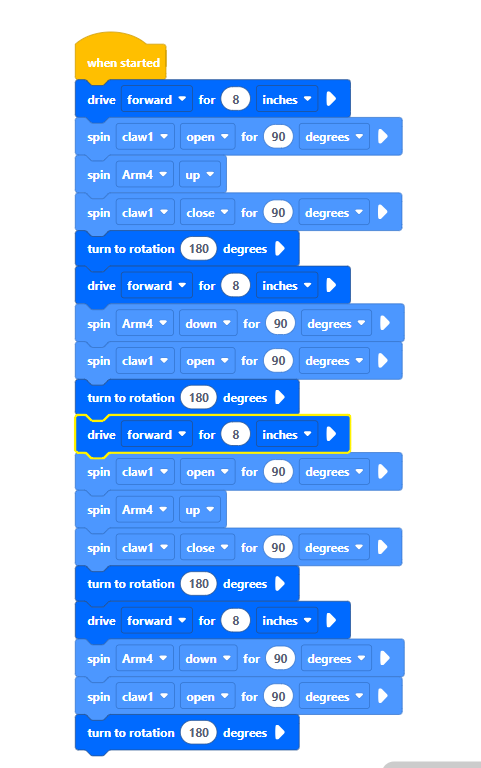 when started
drive forward for 8 inches
spin claw1 open for 90 degrees
spin Arm4 up
spin claw1 close for 90 degrees
turn to rotation 180 degrees
drive forward for 8 inches
spin Arm4 down for 90 degrees
spin claw1 open for 90 degrees
turn to rotation 180 degrees
drive forward for 8 inches
spin claw1 open for 90 degrees
spin Arm4 up
spin claw1 close for 90 degrees
turn to rotation 180 degrees
drive forward for 8 inches
spin Arm4 down for 90 degrees
spin claw1 open for 90 degrees
turn to rotation 180 degrees